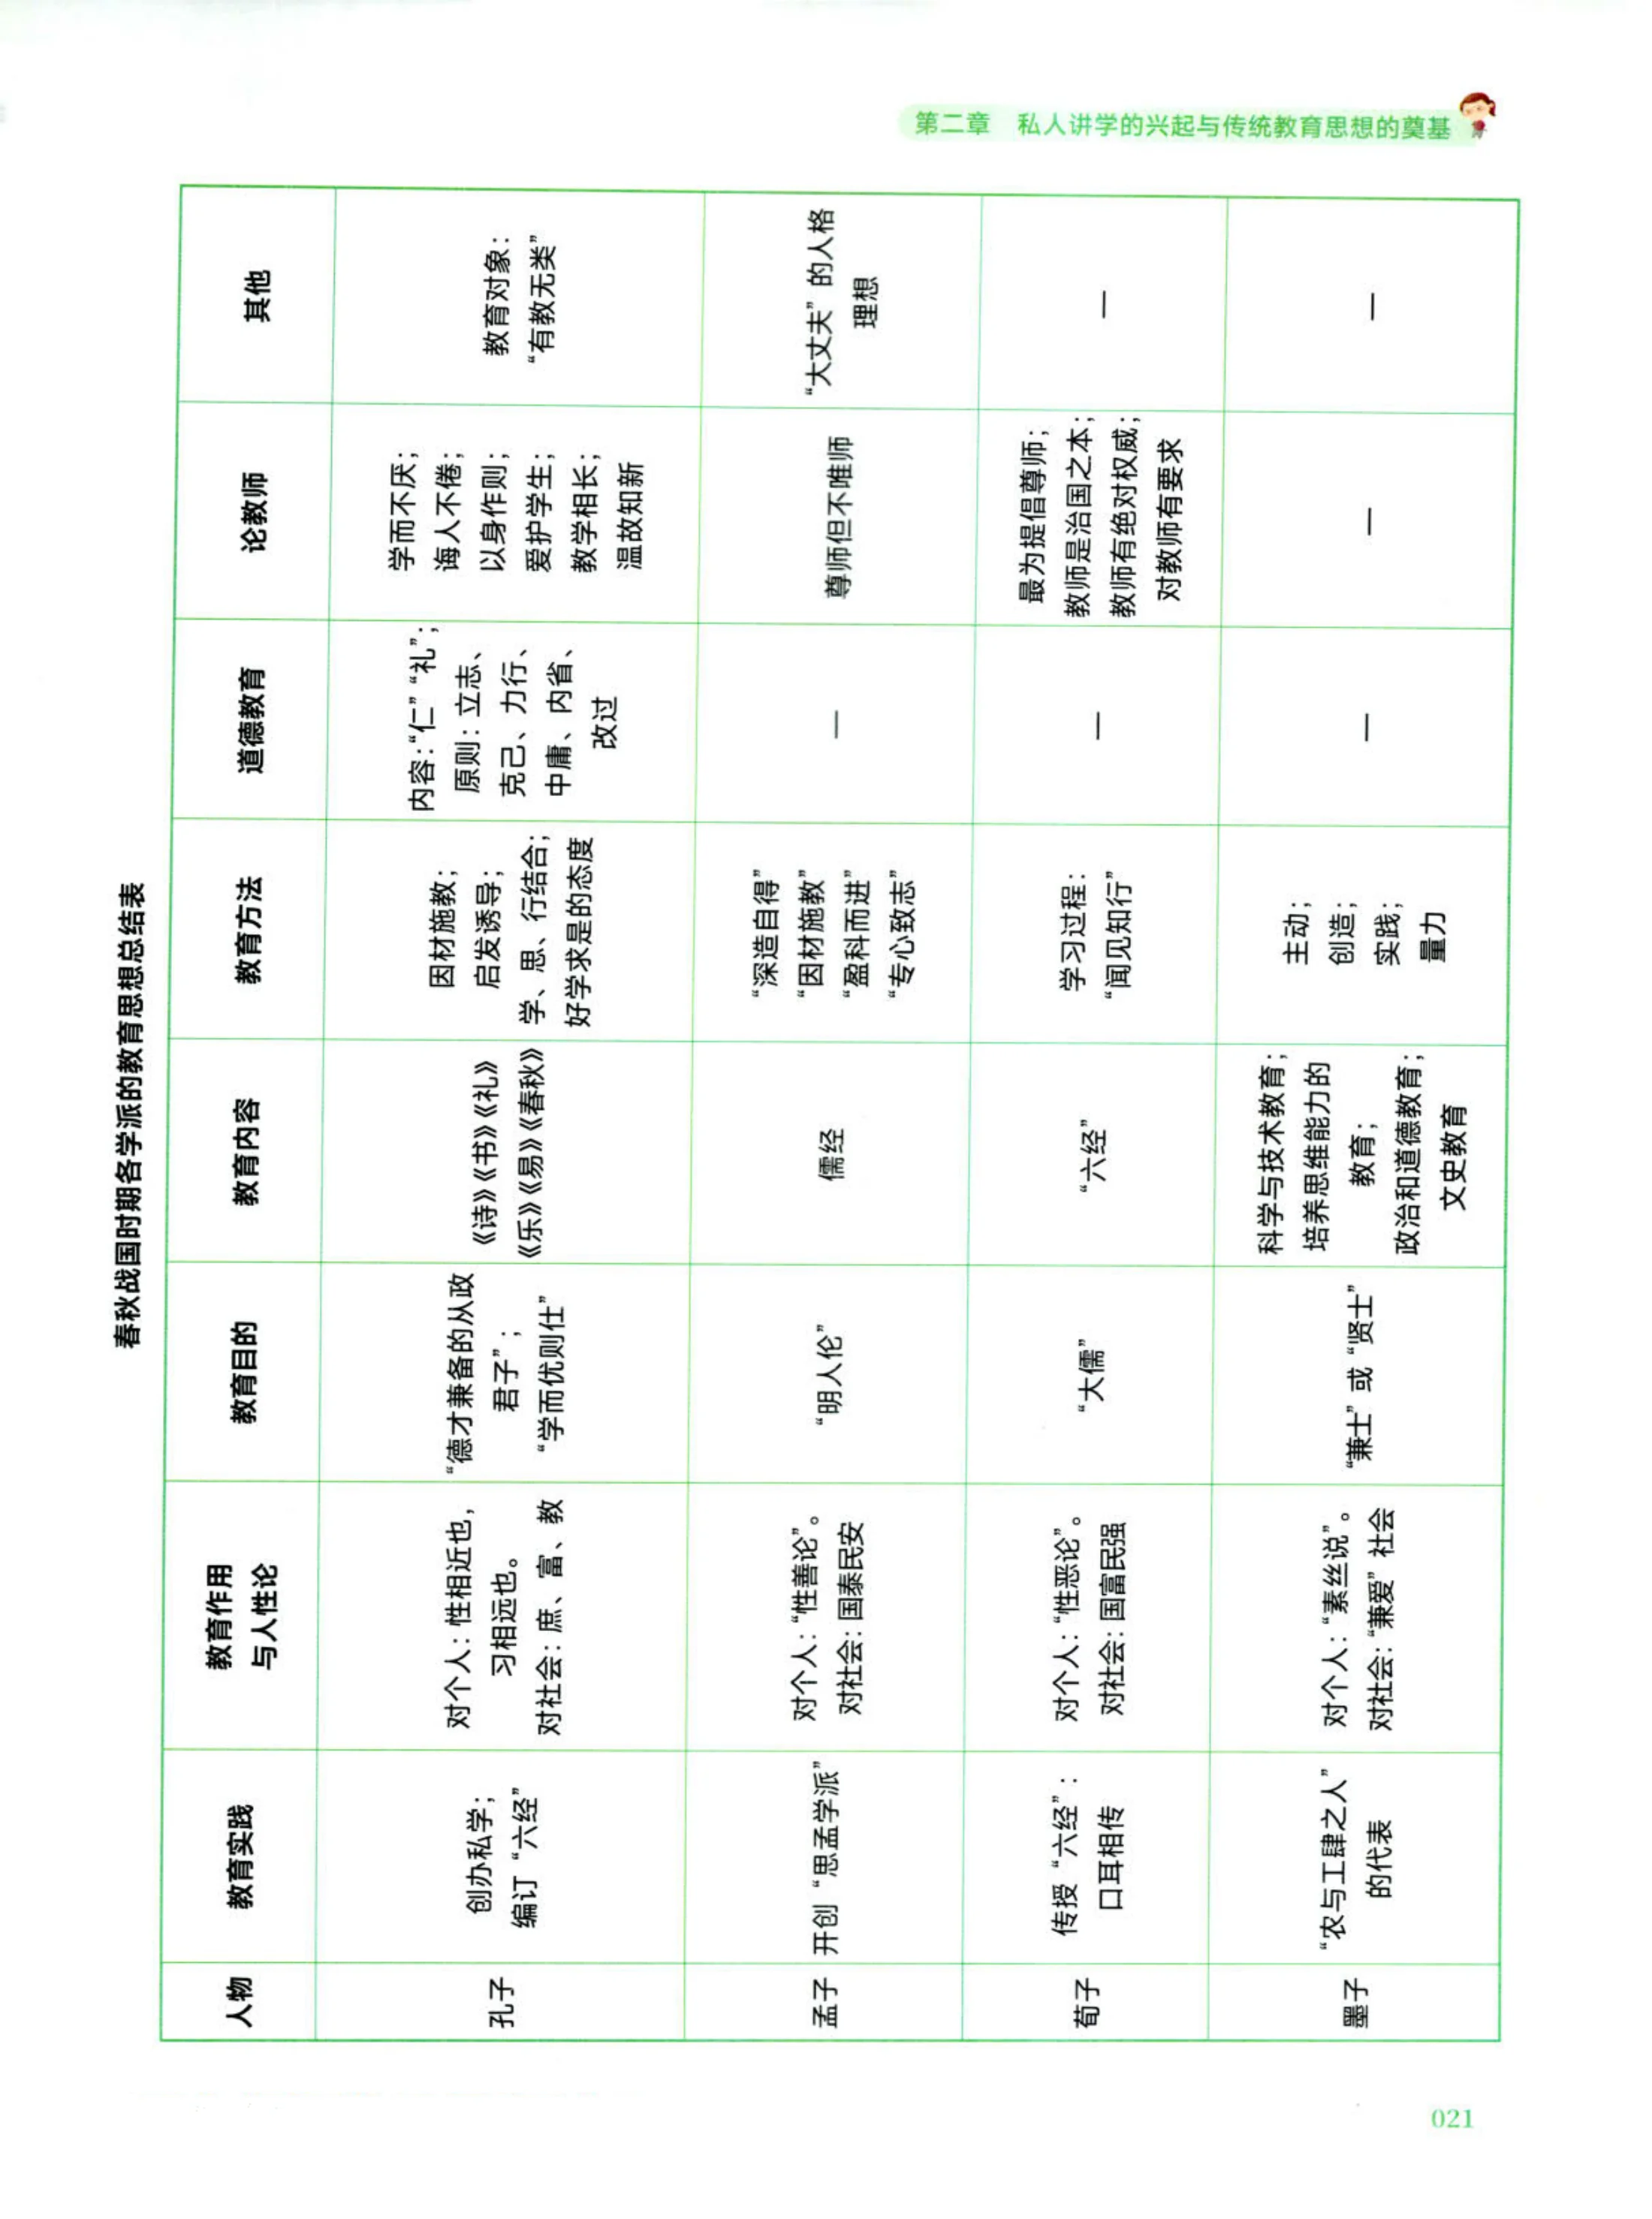 第二章 私人讲学的兴起与传统教育思想的奠基
春秋战国时期各学派的教育思想总结表
人物
教育实践
教育作用
与人性论
教育目的
教育内容
教育方法
道德教育
论教师
其他
孔子
创办私学；
编订“六经”
对个人：性相近也，
习相远也。
对社会：庶、富、教
“德才兼备的从政
君子”；
“学而优则仕”
《诗》《书》《礼》
《乐》《易》《春秋》
因材施教；
启发诱导；
学、思、行结合；
好学求是的态度
内容：“仁”“礼”；
原则：立志、
克己、力行、
中庸、内省、
改过
学而不厌；
诲人不倦；
以身作则；
爱护学生；
教学相长；
温故知新
教育对象：
“有教无类”
孟子
开创“思孟学派”
对个人：“性善论”。
对社会：国泰民安
“明人伦”
儒经
“深造自得”
“因材施教”
“盈科而进”
“专心致志”
—
尊师但不唯师
“大丈夫”的人格
理想
荀子
传授“六经”：
口耳相传
对个人：“性恶论”。
对社会：国富民强
“大儒”
“六经”
学习过程：
“闻见知行”
—
最为提倡尊师；
教师是治国之本；
教师有绝对权威；
对教师有要求
—
墨子
“农与工肆之人”
的代表
对个人：“素丝说”。
对社会：“兼爱”社会
“兼士”或“贤士”
科学与技术教育；
培养思维能力的
教育；
政治和道德教育；
文史教育
主动；
创造；
实践；
量力
—
—
—
021